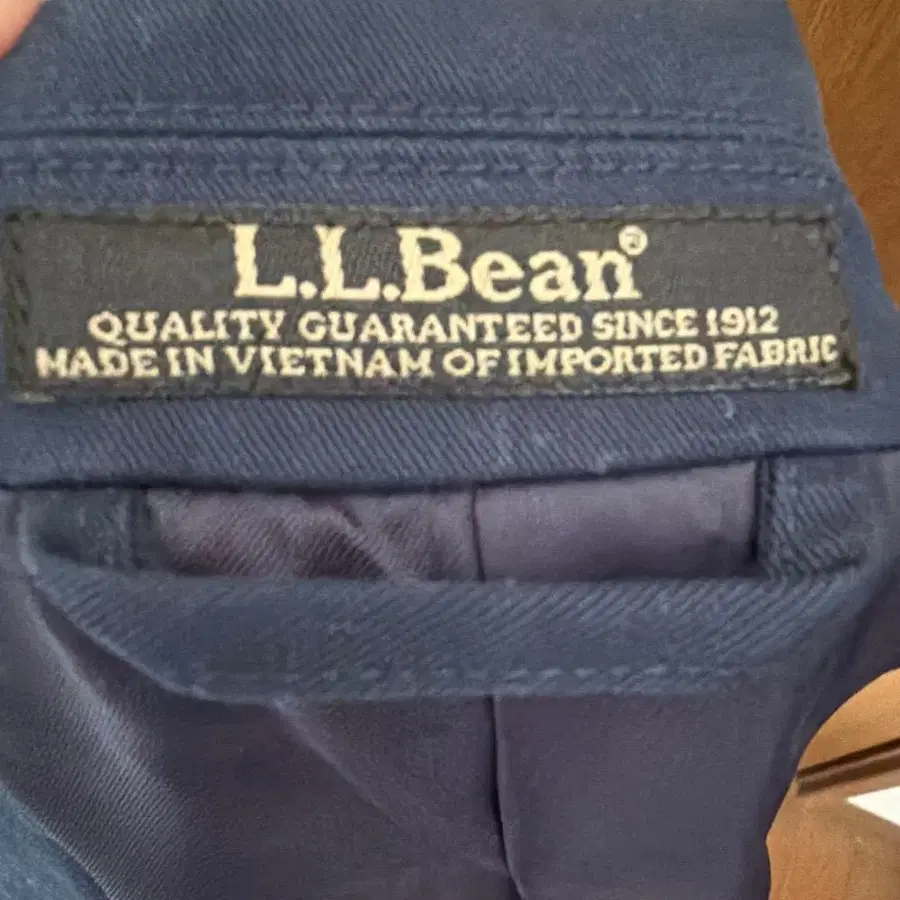 L.L.Bean®
QUALITY GUARANTEED SINCE 1912
MADE IN VIETNAM OF IMPORTED FABRIC